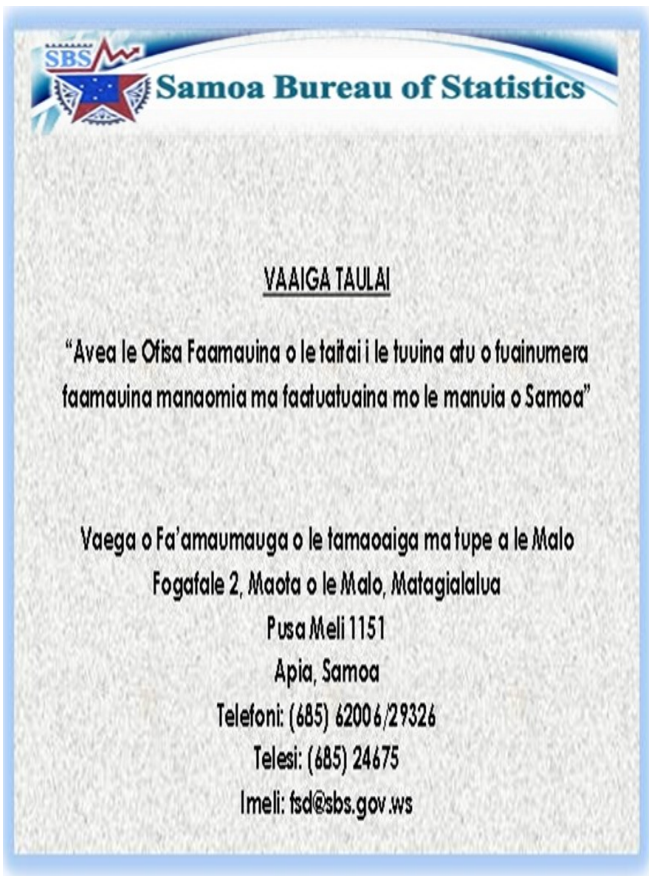 SBS
Samoa Bureau of Statistics
VAAIGA TAULAI
“Avea le Ofisa Faamauina o le taitai i le tuuina atu o fuainumera
faamauina manaomia ma faatuatuaina mo le manuia o Samoa”
Vaega o Fa’amaumauga o le tamaoaiga ma tupe a le Malo
Fogafale 2, Maota o le Malo, Matagialalua
Pusa Meli 1151
Apia, Samoa
Telefoni: (685) 62006/29326
Telesi: (685) 24675
Imeli: fsd@sbs.gov.ws